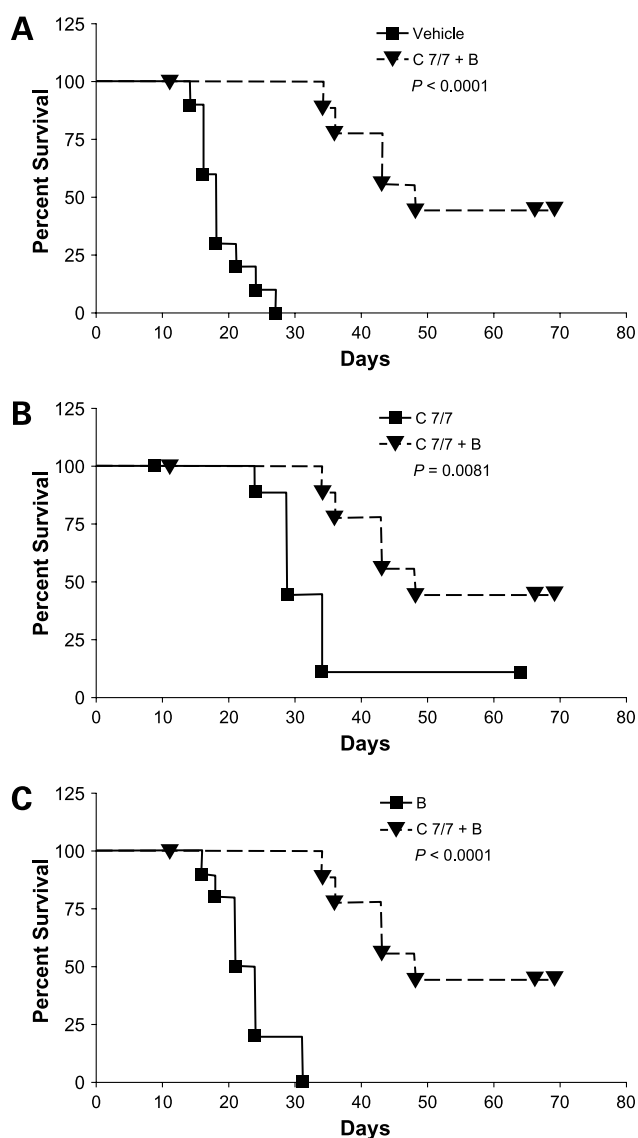 A
125
100
75
50
25
0
Percent Survival
Vehicle
C 7/7 + B
P < 0.0001
0 10 20 30 40 50 60 70 80
Days
B
125
100
75
50
25
0
Percent Survival
C 7/7
C 7/7 + B
P = 0.0081
0 10 20 30 40 50 60 70 80
Days
C
125
100
75
50
25
0
Percent Survival
B
C 7/7 + B
P < 0.0001
0 10 20 30 40 50 60 70 80
Days